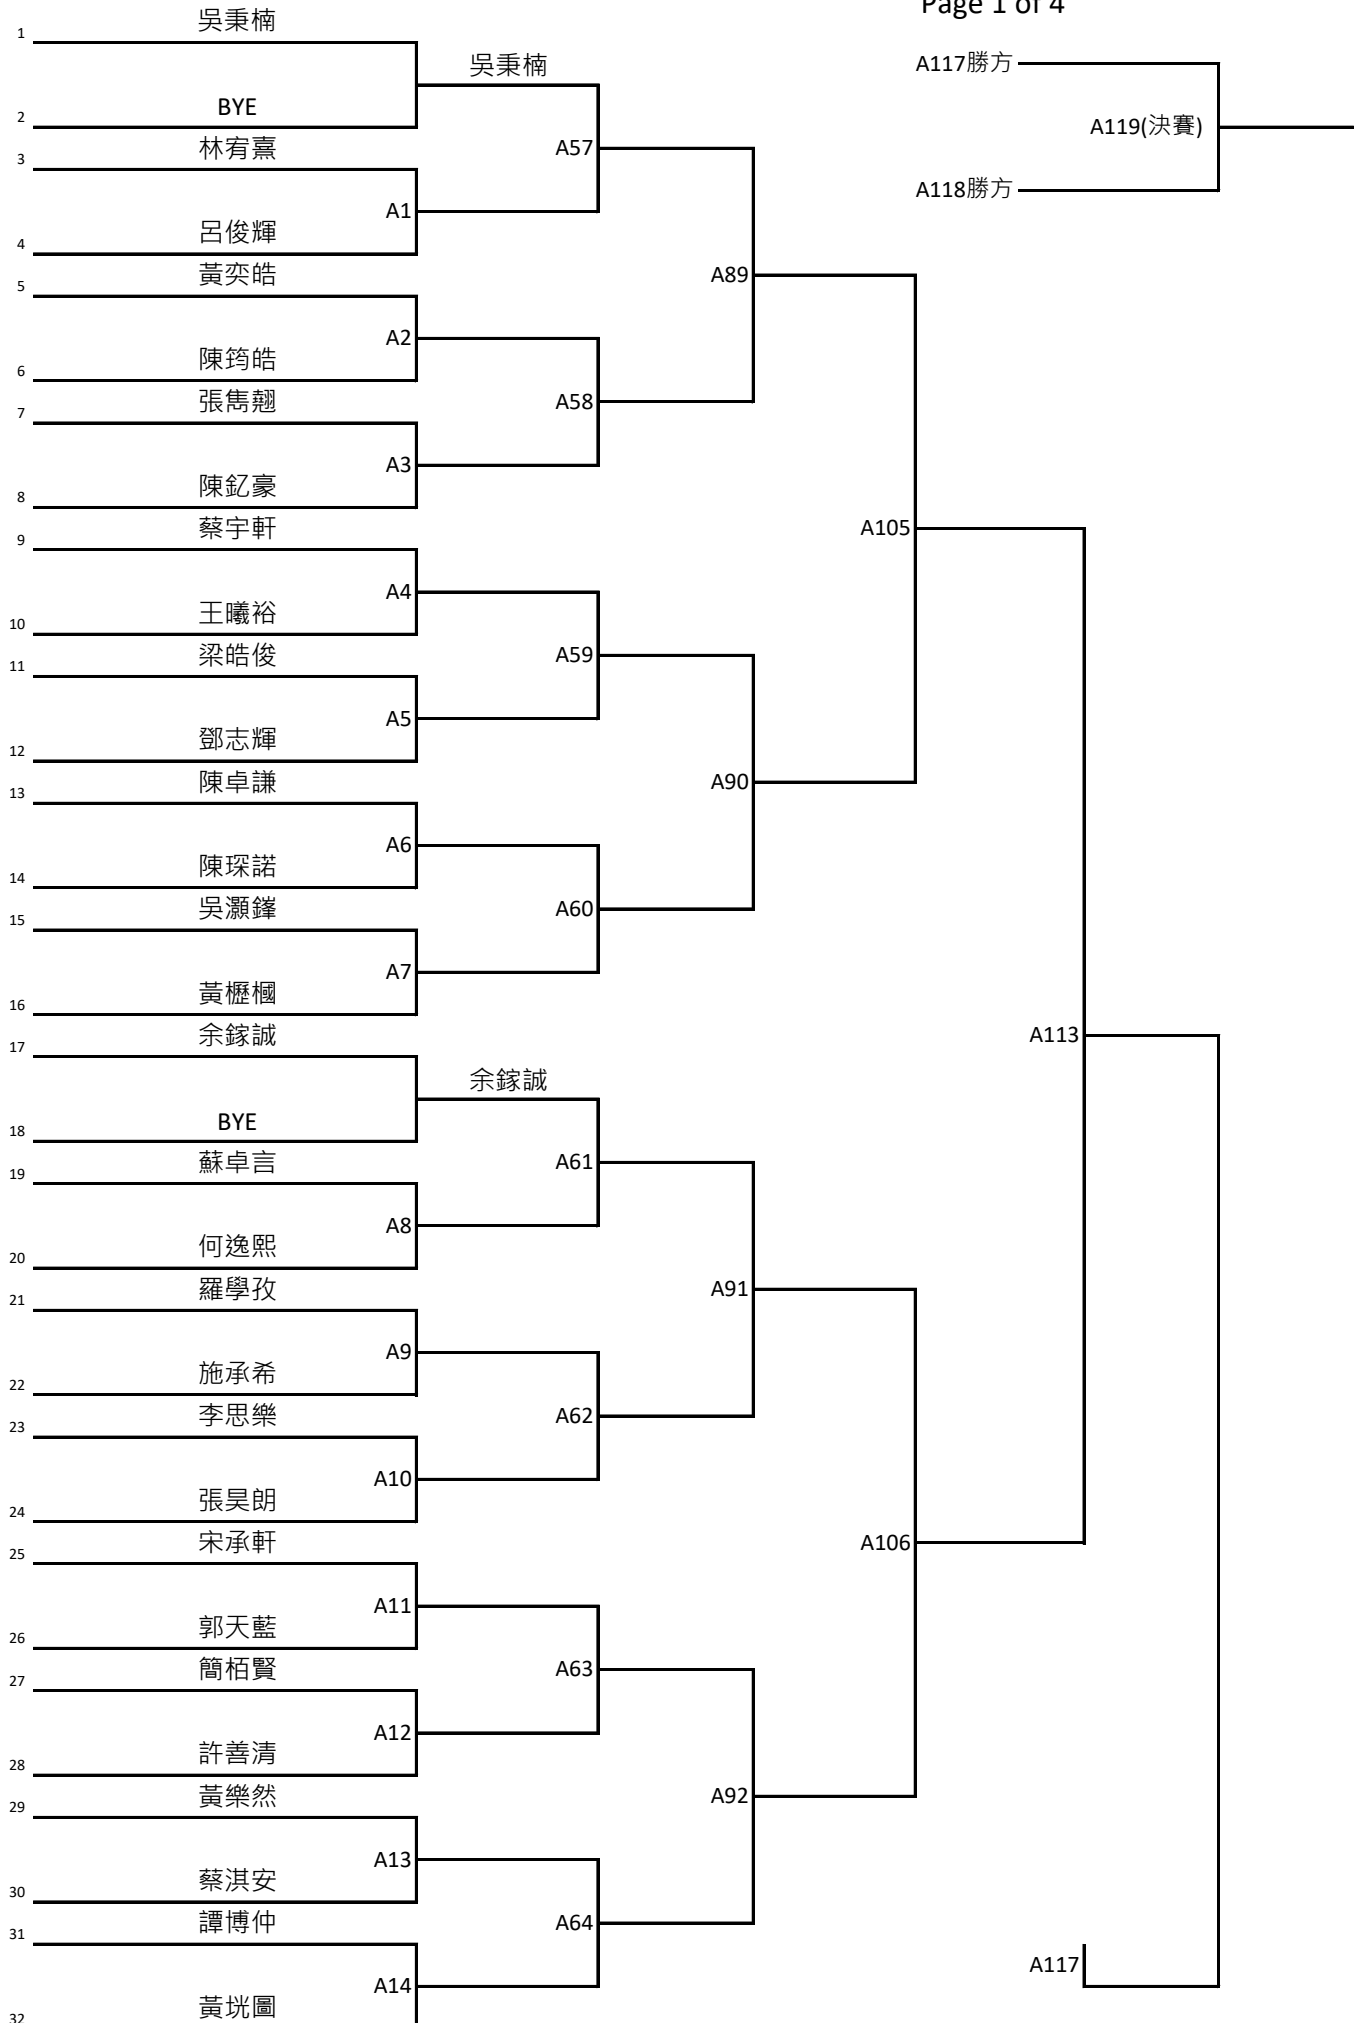 Page 1 of 4
1 吳秉楠
吳秉楠
A117勝方
2 BYE
3 林宥熹
A57
A119(決賽)
A118勝方
A1
4 呂俊輝
5 黃奕皓
A89
A2
6 陳筠皓
7 張雋翹
A58
A3
8 陳釔豪
9 蔡宇軒
A105
A4
10 王曦裕
11 梁皓俊
A59
A5
12 鄧志輝
13 陳卓謙
A90
A6
14 陳琛諾
15 吳灝鋒
A60
A7
16 黃櫪槶
17 余鎵誠
A113
余鎵誠
18 BYE
19 蘇卓言
A61
A8
20 何逸熙
21 羅學孜
A91
A9
22 施承希
23 李思樂
A62
A10
24 張昊朗
25 宋承軒
A106
A11
26 郭天藍
27 簡栢賢
A63
A12
28 許善清
29 黃樂然
A92
A13
30 蔡淇安
31 譚博仲
A64
A117
A14
32 黃垙圖